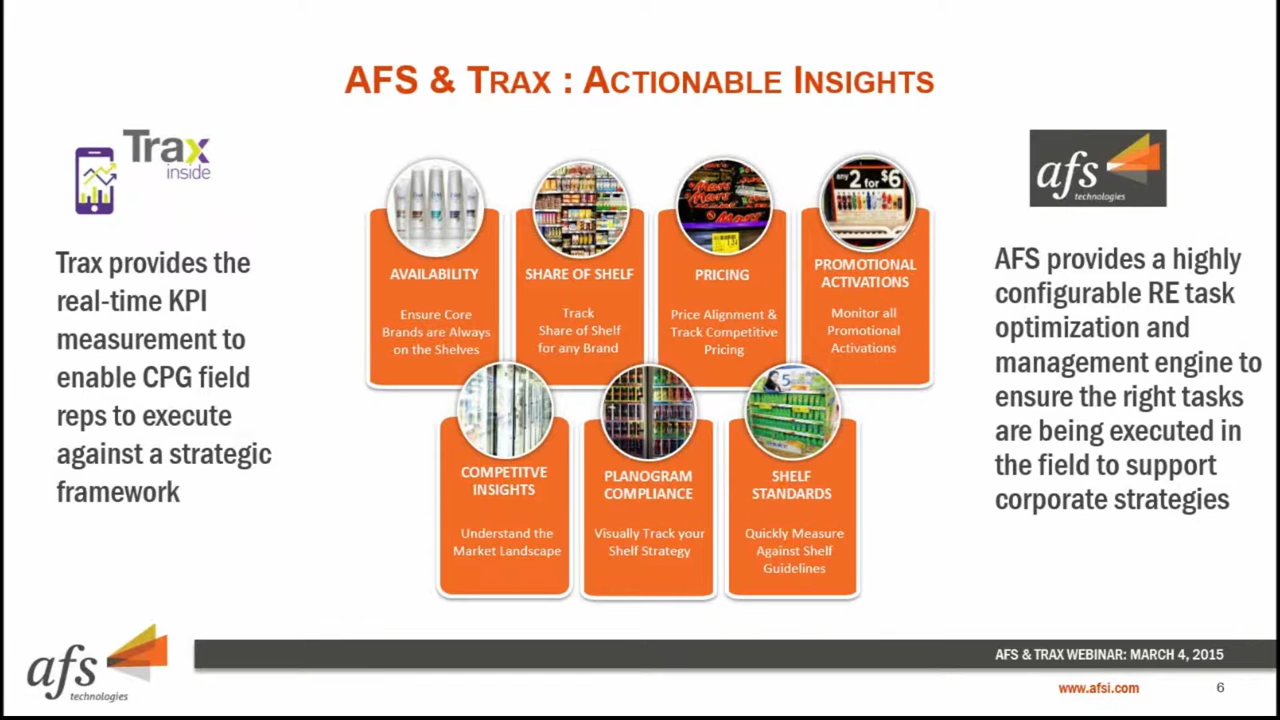 AFS & TRAX : ACTIONABLE INSIGHTS
Trax
inside
Trax provides the
real-time KPI
measurement to
enable CPG field
reps to execute
against a strategic
framework
AVAILABILITY
Ensure Core
Brands are Always
on the Shelves
SHARE OF SHELF
Track
Share of Shelf
for any Brand
Mars
Mars
PRICING
Price Alignment &
Track Competitive
Pricing
any 2 for $6
PROMOTIONAL
ACTIVATIONS
Monitor all
Promotional
Activations
COMPETITVE
INSIGHTS
Understand the
Market Landscape
PLANOGRAM
COMPLIANCE
Visually Track your
Shelf Strategy
5
SHELF
STANDARDS
Quickly Measure
Against Shelf
Guidelines
afs
technologies
AFS provides a highly
configurable RE task
optimization and
management engine to
ensure the right tasks
are being executed in
the field to support
corporate strategies
afs
technologies
AFS & TRAX WEBINAR: MARCH 4, 2015
www.afsi.com
6